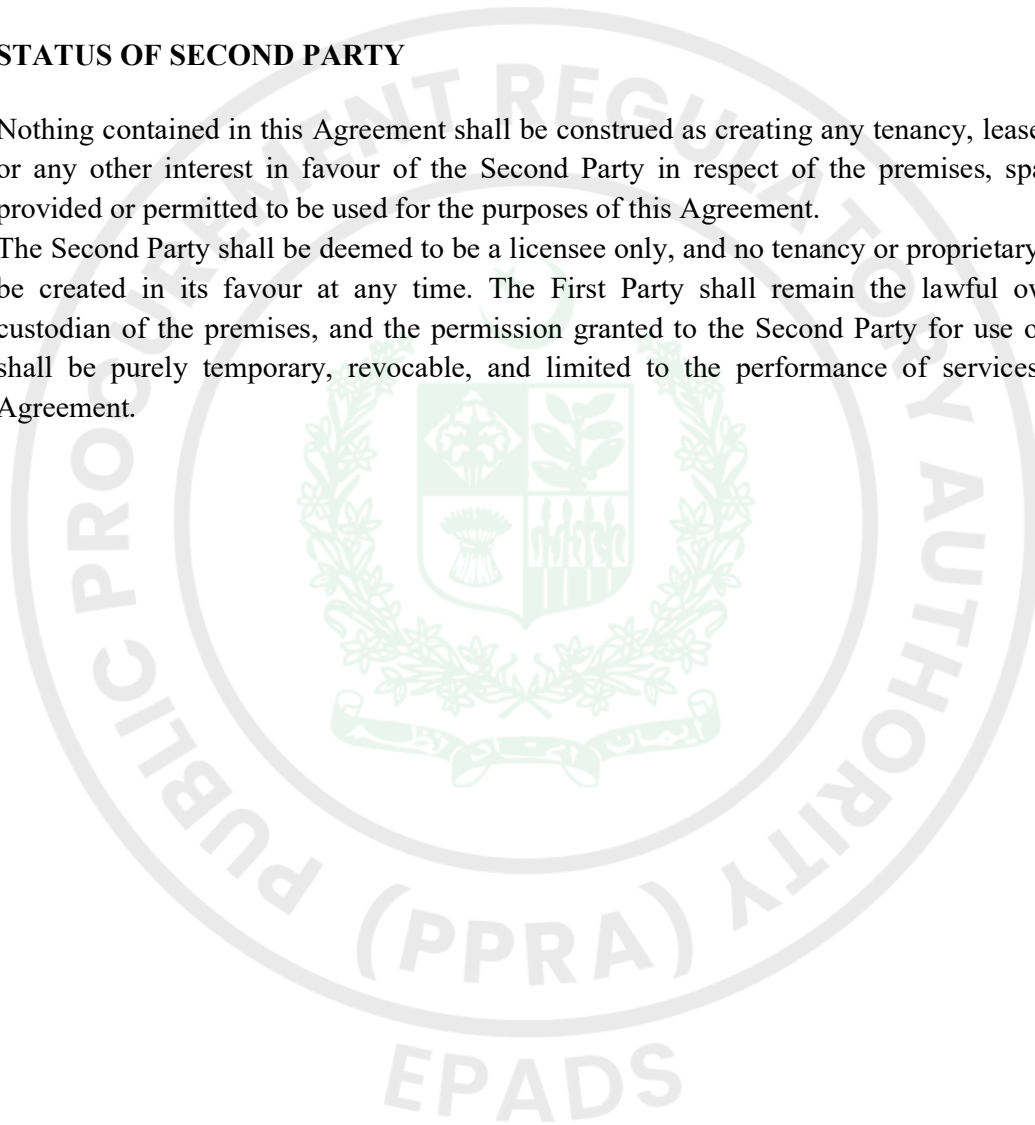 STATUS OF SECOND PARTY
Nothing contained in this Agreement shall be construed as creating any tenancy, lease
or any other interest in favour of the Second Party in respect of the premises, spa
provided or permitted to be used for the purposes of this Agreement.
The Second Party shall be deemed to be a licensee only, and no tenancy or proprietary
be created in its favour at any time. The First Party shall remain the lawful ow
custodian of the premises, and the permission granted to the Second Party for use o
shall be purely temporary, revocable, and limited to the performance of services
Agreement.
PUBLIC PROCUREMENT REGULATORY AUTHORITY
(PPRA)
EPADS